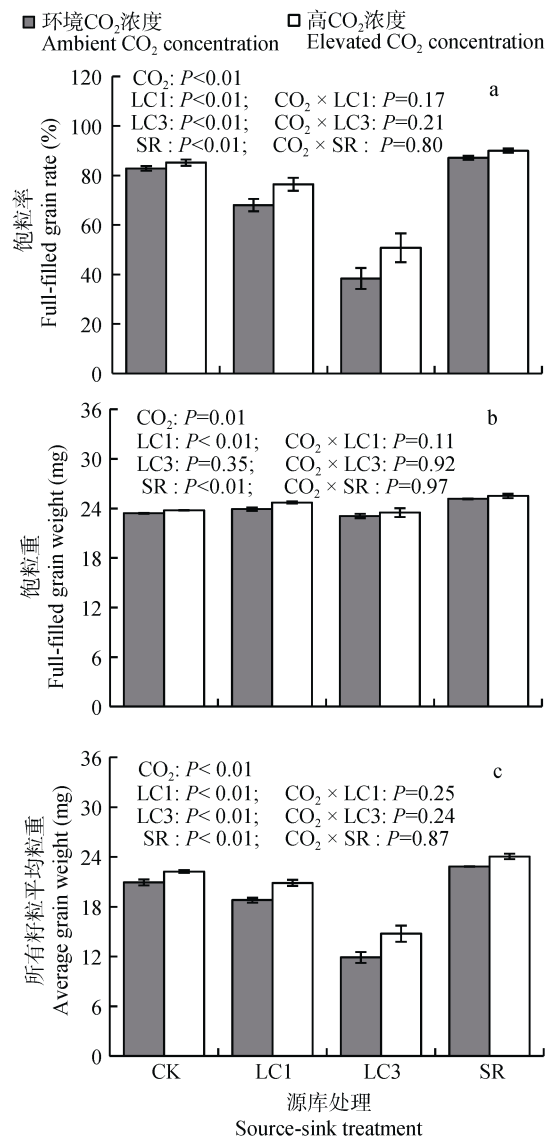 环境CO₂浓度 高CO₂浓度
Ambient CO₂ concentration Elevated CO₂ concentration
饱粒率
Full-filled grain rate (%)
120
100
80
60
40
20
0
CO₂: P<0.01 a
LC1: P<0.01; CO₂ × LC1: P=0.17
LC3: P<0.01; CO₂ × LC3: P=0.21
SR : P<0.01; CO₂ × SR : P=0.80
饱粒重
Full-filled grain weight (mg)
36
30
24
18
12
6
0
CO₂: P=0.01 b
LC1: P< 0.01; CO₂ × LC1: P=0.11
LC3: P=0.35; CO₂ × LC3: P=0.92
SR : P<0.01; CO₂ × SR : P=0.97
所有籽粒平均粒重
Average grain weight (mg)
36
30
24
18
12
6
0
CO₂: P< 0.01 c
LC1: P< 0.01; CO₂ × LC1: P=0.25
LC3: P< 0.01; CO₂ × LC3: P=0.24
SR : P< 0.01; CO₂ × SR : P=0.87
CK LC1 LC3 SR
源库处理
Source-sink treatment